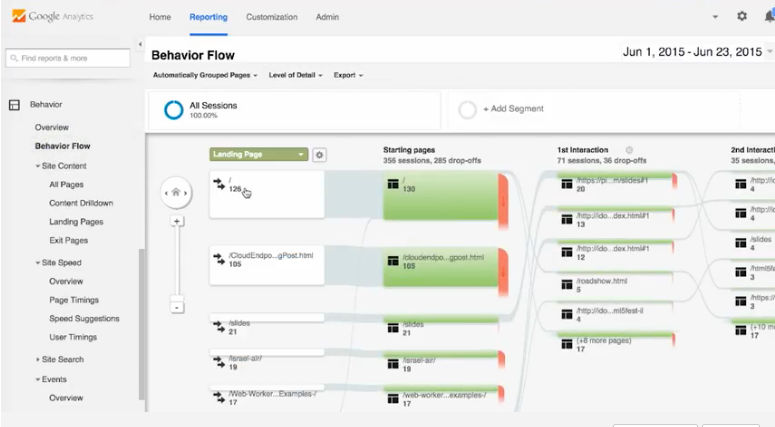 Google Analytics
Home
Reporting
Customization
Admin
Find reports & more
Behavior
Overview
Behavior Flow
Site Content
All Pages
Content Drilldown
Landing Pages
Exit Pages
Site Speed
Overview
Page Timings
Speed Suggestions
User Timings
Site Search
Events
Overview
Behavior Flow
Jun 1, 2015 - Jun 23, 2015
Automatically Grouped Pages
Level of Detail
Export
All Sessions
100.00%
+ Add Segment
Landing Page
/
126
/CloudEndpo...gPost.html
105
/slides
21
/israel-air/
19
/Web-Worker...Examples-/
17
Starting pages
356 sessions, 285 drop-offs
/
130
/cloudendpo...gpost.html
105
/slides
21
/israel-air/
19
/web-worker...examples-/
17
1st Interaction
71 sessions, 36 drop-offs
/https://pi...m/slides#1
20
/http://ido...dex.html#1
13
/http://ido...dex.html#1
12
/roadshow.html
5
/http://ido...ml5fest-il
4
(+8 more pages)
17
2nd Interacti
35 sessions,
/http://
4
/http://
4
/slides
4
/html5fe
3
/https://
3
(+10 m
17